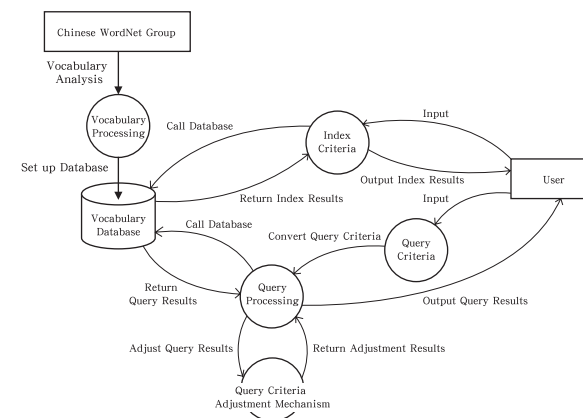 Chinese WordNet Group
Vocabulary
Analysis
Vocabulary
Processing
Set up Database
Vocabulary
Database
Call Database
Return Index Results
Index
Criteria
Input
Output Index Results
User
Input
Query
Criteria
Convert Query Criteria
Call Database
Return
Query Results
Query
Processing
Output Query Results
Adjust Query Results
Return Adjustment Results
Query Criteria
Adjustment Mechanism